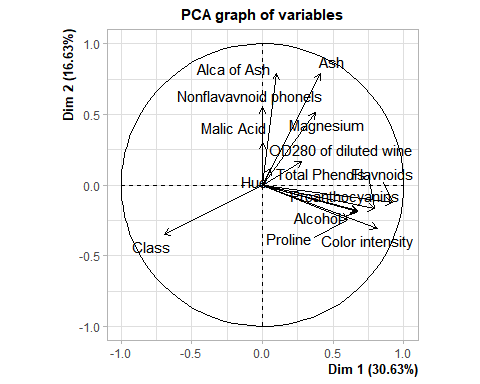 PCA graph of variables
Dim 2 (16.63%)
1.0
0.5
0.0
-0.5
-1.0
Ash
Alca of Ash
Nonflavavnoid phonels
Magnesium
Malic Acid
OD280 of diluted wine
Total Phenols
Flavnoids
Hue
Proanthocyanins
Alcohol
Proline
Color intensity
Class
-1.0
-0.5
0.0
0.5
1.0
Dim 1 (30.63%)